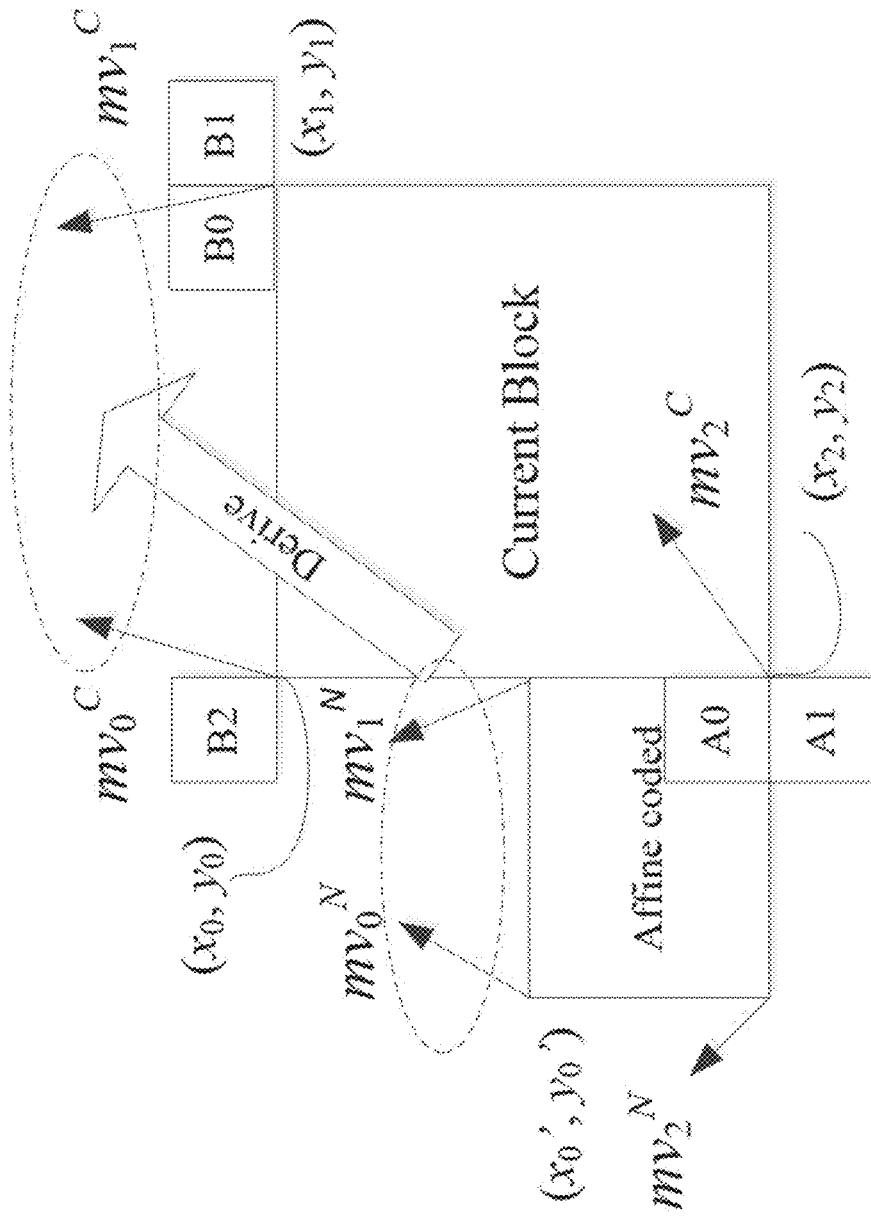 mv₀ᶜ
mv₁ᶜ
B2
B0
B1
(x₀, y₀)
(x₁, y₁)
Derive
mv₀ᴺ
mv₁ᴺ
Current Block
(x₀', y₀')
Affine coded
mv₂ᴺ
A0
mv₂ᶜ
A1
(x₂, y₂)